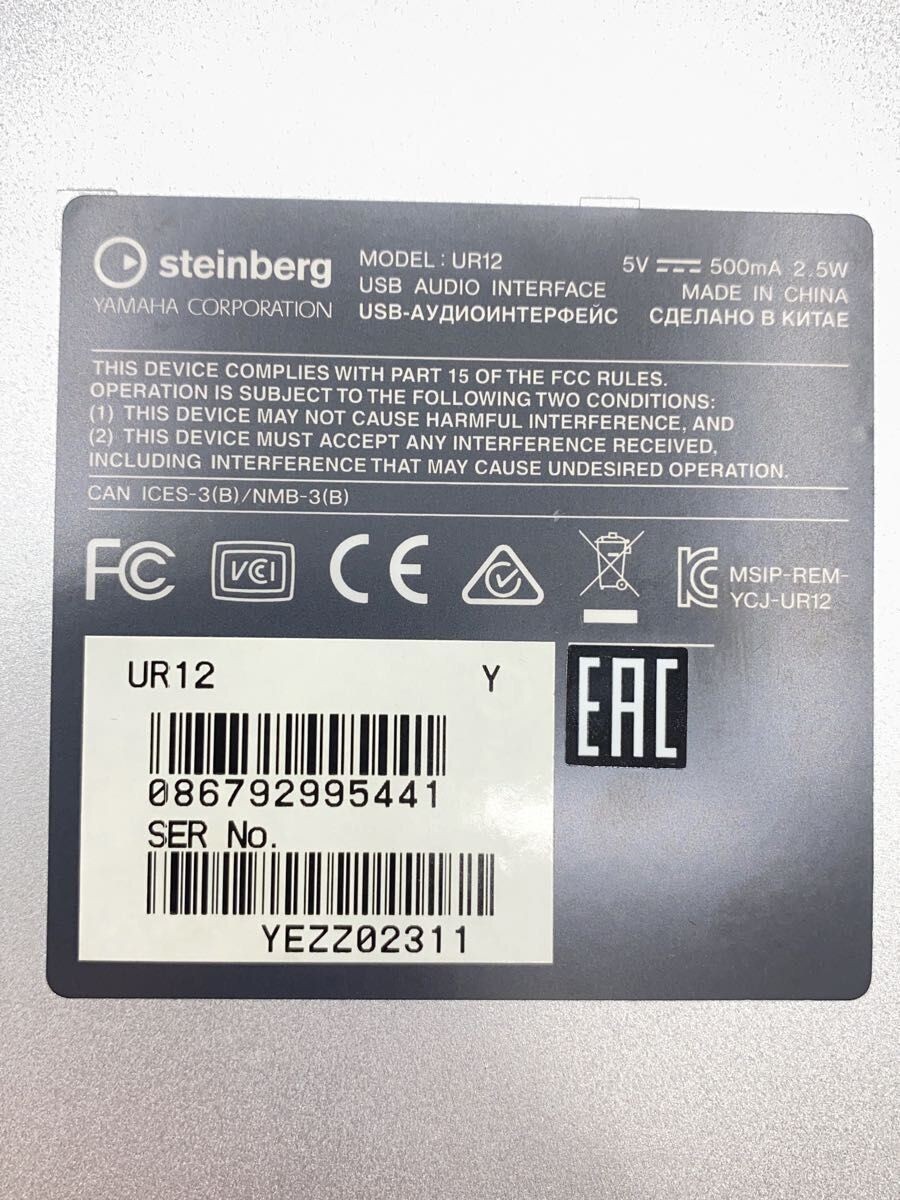 steinberg
YAMAHA CORPORATION
MODEL : UR12
USB AUDIO INTERFACE
USB-АУДИОИНТЕРФЕЙС
5V 500mA 2.5W
MADE IN CHINA
СДЕЛАНО В КИТАЕ
THIS DEVICE COMPLIES WITH PART 15 OF THE FCC RULES.
OPERATION IS SUBJECT TO THE FOLLOWING TWO CONDITIONS:
(1) THIS DEVICE MAY NOT CAUSE HARMFUL INTERFERENCE, AND
(2) THIS DEVICE MUST ACCEPT ANY INTERFERENCE RECEIVED,
INCLUDING INTERFERENCE THAT MAY CAUSE UNDESIRED OPERATION.
CAN ICES-3(B)/NMB-3(B)
FC VCI CE KC MSIP-REM-
YCJ-UR12
UR12 Y
086792995441
SER No.
YEZZ02311
EAC